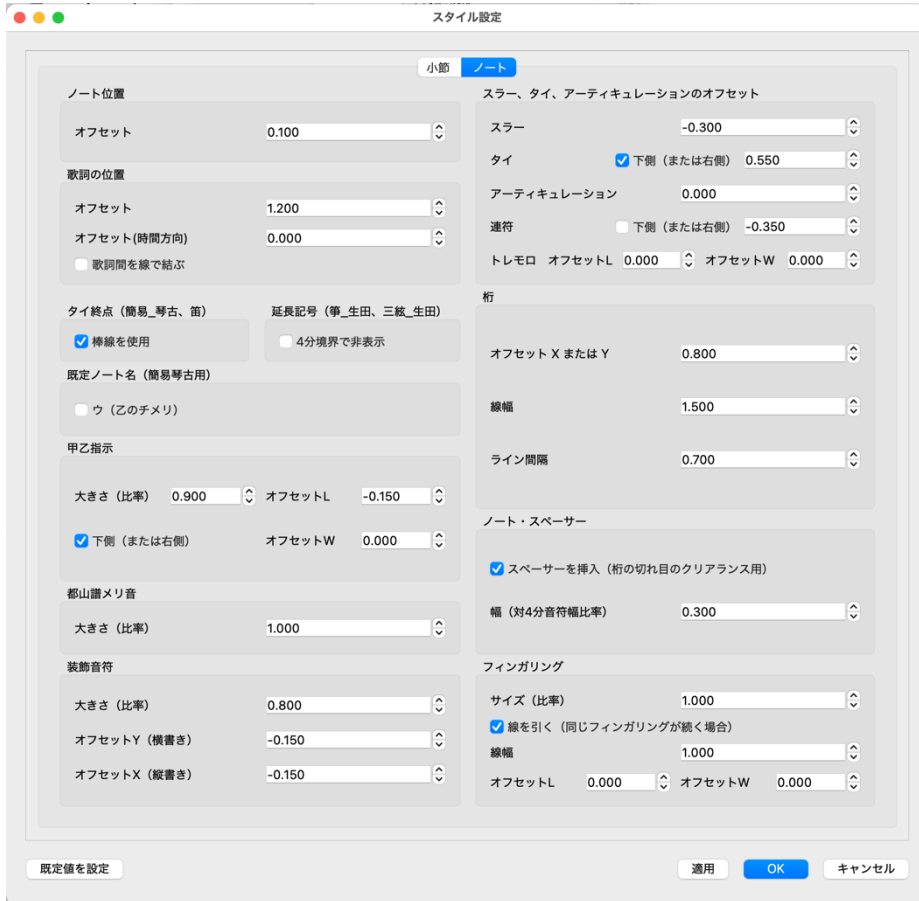 スタイル設定
小節 ノート
ノート位置
オフセット 0.100
歌詞の位置
オフセット 1.200
オフセット(時間方向) 0.000
歌詞間を線で結ぶ
タイ終点（簡易_琴古、笛）
棒線を使用
延長記号（箏_生田、三絃_生田）
4分境界で非表示
既定ノート名（簡易琴古用）
ウ（乙のチメリ）
甲乙指示
大きさ（比率） 0.900 オフセットL -0.150
下側（または右側） オフセットW 0.000
都山譜メリ音
大きさ（比率） 1.000
装飾音符
大きさ（比率） 0.800
オフセットY（横書き） -0.150
オフセットX（縦書き） -0.150
スラー、タイ、アーティキュレーションのオフセット
スラー -0.300
タイ 下側（または右側） 0.550
アーティキュレーション 0.000
連符 下側（または右側） -0.350
トレモロ オフセットL 0.000 オフセットW 0.000
桁
オフセット X または Y 0.800
線幅 1.500
ライン間隔 0.700
ノート・スペーサー
スペーサーを挿入（桁の切れ目のクリアランス用）
幅（対4分音符幅比率） 0.300
フィンガリング
サイズ（比率） 1.000
線を引く（同じフィンガリングが続く場合）
線幅 1.000
オフセットL 0.000 オフセットW 0.000
既定値を設定 適用 OK キャンセル